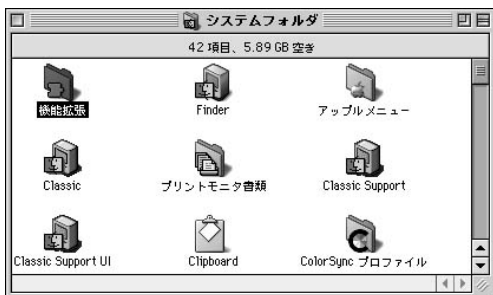 システムフォルダ
42 項目、5.89 GB 空き
機能拡張
Finder
アップルメニュー
Classic
プリントモニタ書類
Classic Support
Classic Support UI
Clipboard
ColorSync プロファイル